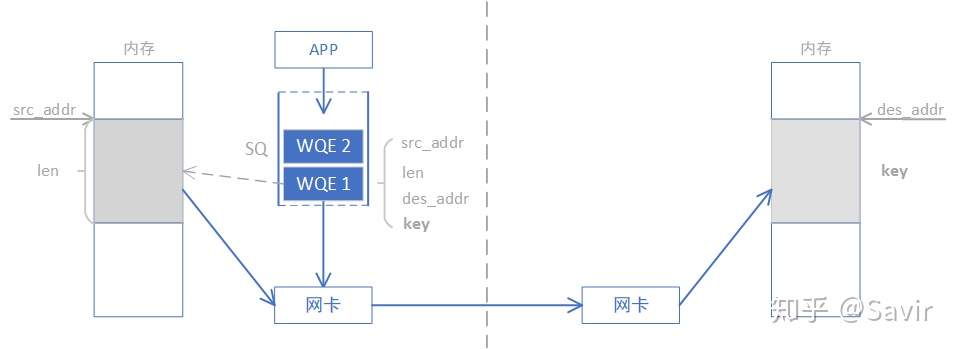 内存
APP
内存
src_addr
des_addr
SQ
WQE 2
WQE 1
src_addr
len
des_addr
key
len
key
网卡
网卡
知乎 @Savir